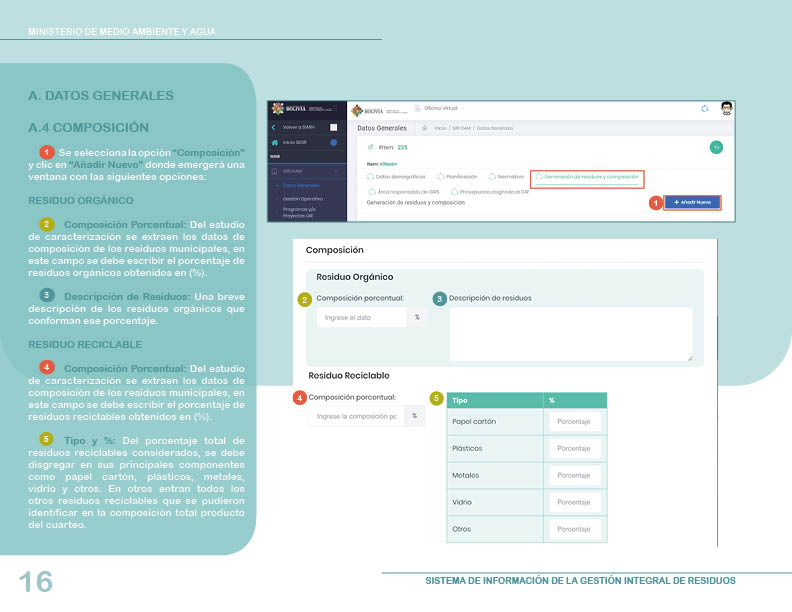 MINISTERIO DE MEDIO AMBIENTE Y AGUA
A. DATOS GENERALES
A.4 COMPOSICIÓN
1 Se selecciona la opción “Composición”
y clic en “Añadir Nuevo” donde emergerá una
ventana con las siguientes opciones:
RESIDUO ORGÁNICO
2 Composición Porcentual: Del estudio
de caracterización se extraen los datos de
composición de los residuos municipales, en
este campo se debe escribir el porcentaje de
residuos orgánicos obtenidos en (%).
3 Descripción de Residuos: Una breve
descripción de los residuos orgánicos que
conforman ese porcentaje.
RESIDUO RECICLABLE
4 Composición Porcentual: Del estudio
de caracterización se extraen los datos de
composición de los residuos municipales, en
este campo se debe escribir el porcentaje de
residuos reciclables obtenidos en (%).
5 Tipo y %: Del porcentaje total de
residuos reciclables considerados, se debe
disgregar en sus principales componentes
como papel cartón, plásticos, metales,
vidrio y otros. En otros entran todos los
otros residuos reciclables que se pudieron
identificar en la composición total producto
del cuarteo.
BOLIVIA
BOLIVIA
Oficina Virtual
Volver a SIARH
Inicio SIGIR
SIRI GAM
Datos Generales
Gestión Operativa
Programas y/o
Proyectos GIR
Datos Generales
Inicio / SIRI GAM / Datos Generales
#Item: 235
Item: Villazón
Datos demográficos
Planificación
Normativa
Generación de residuos y composición
Área responsable de GIRS
Presupuesto asignado al GIR
Generación de residuos y composición
1
+ Añadir Nuevo
Composición
Residuo Orgánico
2 Composición porcentual:
Ingrese el dato %
3 Descripción de residuos
Residuo Reciclable
4 Composición porcentual:
Ingrese la composición pc %
5 Tipo %
Papel cartón Porcentaje
Plásticos Porcentaje
Metales Porcentaje
Vidrio Porcentaje
Otros Porcentaje
16
SISTEMA DE INFORMACIÓN DE LA GESTIÓN INTEGRAL DE RESIDUOS